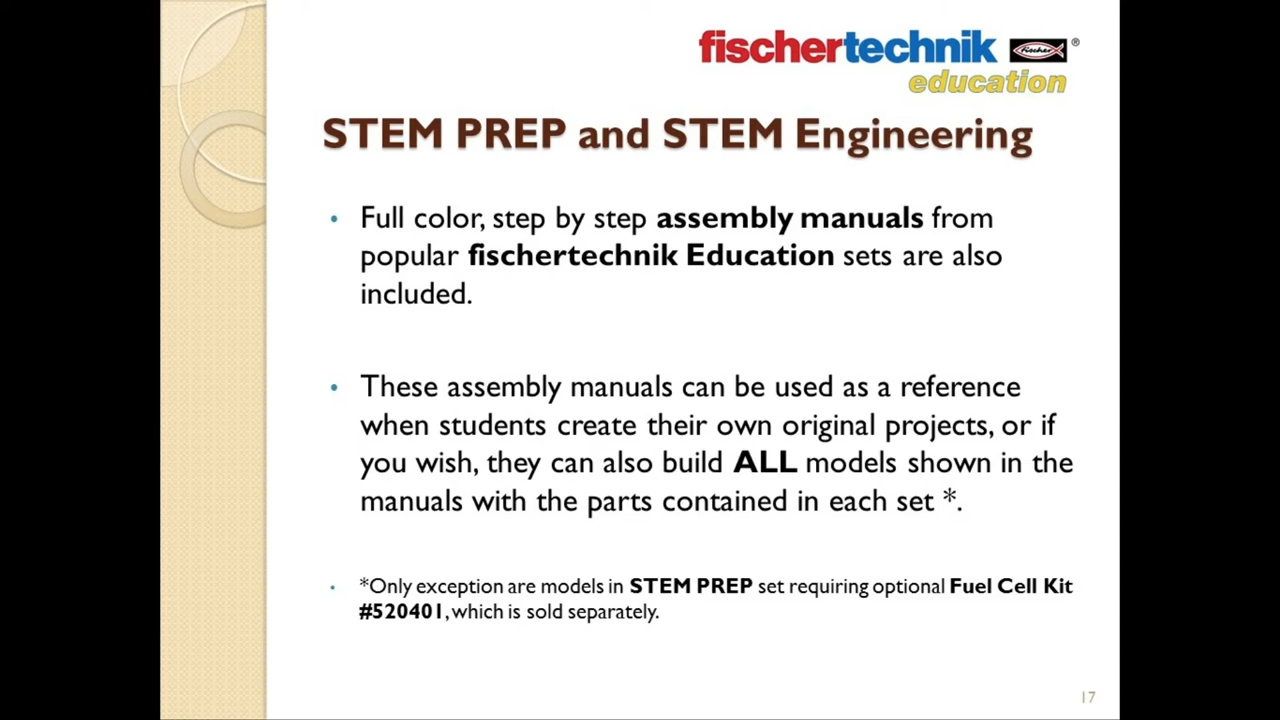 fischertechnik fischer ®
education
STEM PREP and STEM Engineering
• Full color, step by step assembly manuals from
popular fischertechnik Education sets are also
included.
• These assembly manuals can be used as a reference
when students create their own original projects, or if
you wish, they can also build ALL models shown in the
manuals with the parts contained in each set *.
• *Only exception are models in STEM PREP set requiring optional Fuel Cell Kit
#520401, which is sold separately.
17